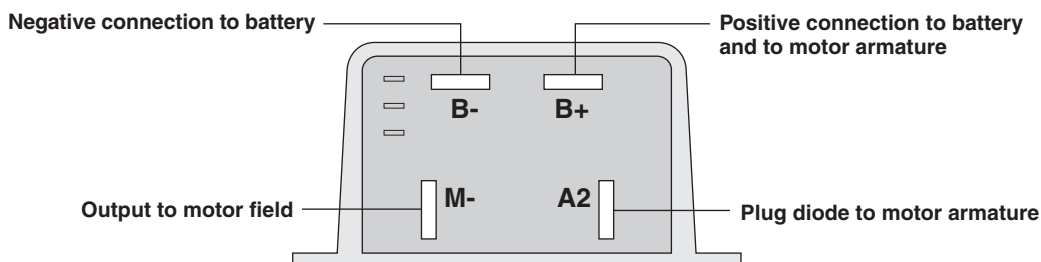 Negative connection to battery
Positive connection to battery
and to motor armature
B-
B+
M-
A2
Output to motor field
Plug diode to motor armature